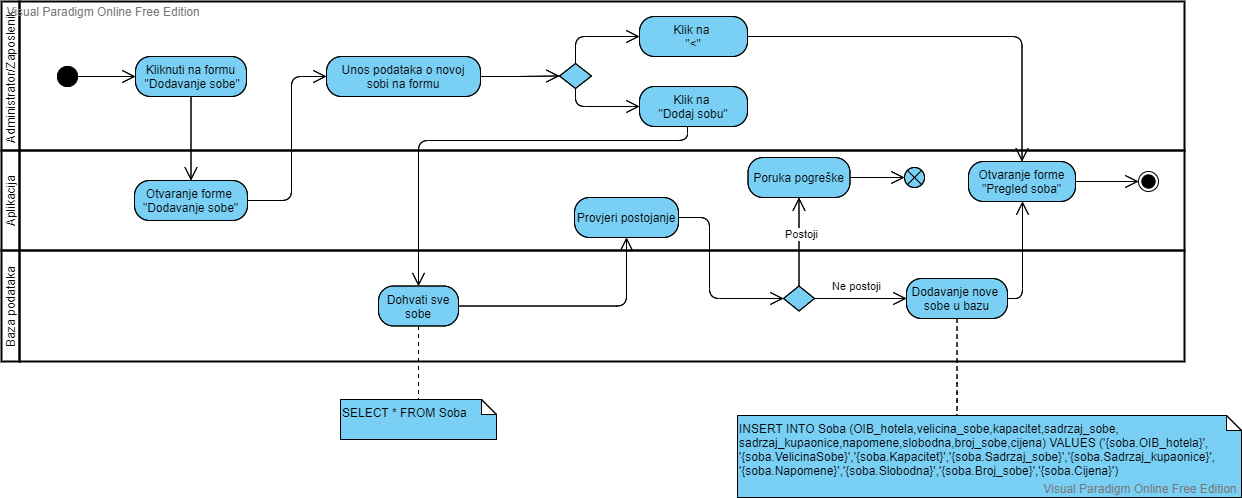 Visual Paradigm Online Free Edition
Administrator/Zaposlenik
Kliknuti na formu
"Dodavanje sobe"
Unos podataka o novoj
sobi na formu
Klik na
"<"
Klik na
"Dodaj sobu"
Aplikacija
Otvaranje forme
"Dodavanje sobe"
Provjeri postojanje
Poruka pogreške
Otvaranje forme
"Pregled soba"
Postoji
Baza podataka
Dohvati sve
sobe
Ne postoji
Dodavanje nove
sobe u bazu
SELECT * FROM Soba
INSERT INTO Soba (OIB_hotela,velicina_sobe,kapacitet,sadrzaj_sobe,
sadrzaj_kupaonice,napomene,slobodna,broj_sobe,cijena) VALUES ('{soba.OIB_hotela}',
'{soba.VelicinaSobe}','{soba.Kapacitet}','{soba.Sadrzaj_sobe}','{soba.Sadrzaj_kupaonice}',
'{soba.Napomene}','{soba.Slobodna}','{soba.Broj_sobe}','{soba.Cijena}')
Visual Paradigm Online Free Edition